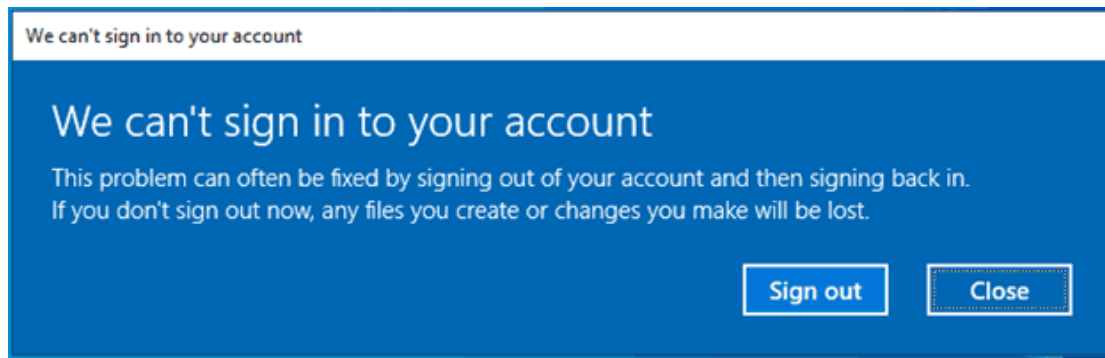 We can't sign in to your account
We can't sign in to your account
This problem can often be fixed by signing out of your account and then signing back in.
If you don't sign out now, any files you create or changes you make will be lost.
Sign out
Close